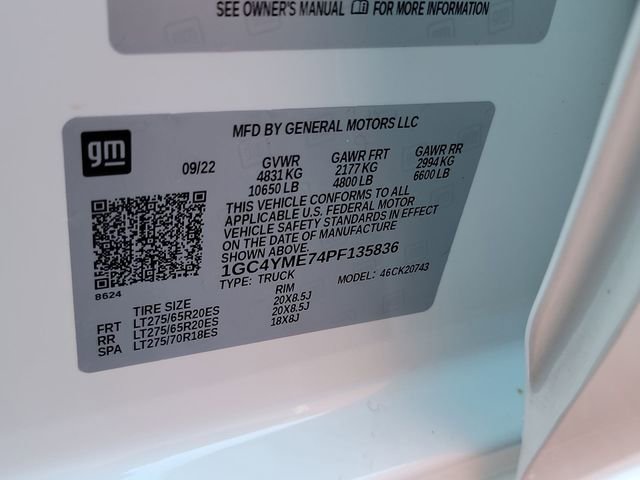 SEE OWNER'S MANUAL FOR MORE INFORMATION
gm
MFD BY GENERAL MOTORS LLC
09/22 GVWR GAWR FRT GAWR RR
4831 KG 2177 KG 2994 KG
10650 LB 4800 LB 6600 LB
THIS VEHICLE CONFORMS TO ALL
APPLICABLE U.S. FEDERAL MOTOR
VEHICLE SAFETY STANDARDS IN EFFECT
ON THE DATE OF MANUFACTURE
SHOWN ABOVE.
1GC4YME74PF135836
TYPE: TRUCK MODEL: 46CK20743
8624
TIRE SIZE RIM
FRT LT275/65R20ES 20X8.5J
RR LT275/65R20ES 20X8.5J
SPA LT275/70R18ES 18X8J